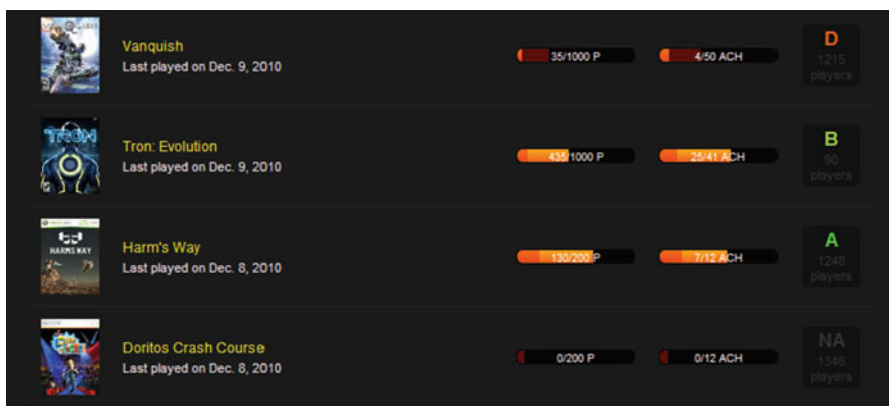 Vanquish
Last played on Dec. 9, 2010
35/1000 P
4/50 ACH
D
1215
players
TRON
Tron: Evolution
Last played on Dec. 9, 2010
435/1000 P
25/41 ACH
B
90
players
HARMS WAY
Harm's Way
Last played on Dec. 8, 2010
130/200 P
7/12 ACH
A
1248
players
Doritos Crash Course
Last played on Dec. 8, 2010
0/200 P
0/12 ACH
NA
1346
players